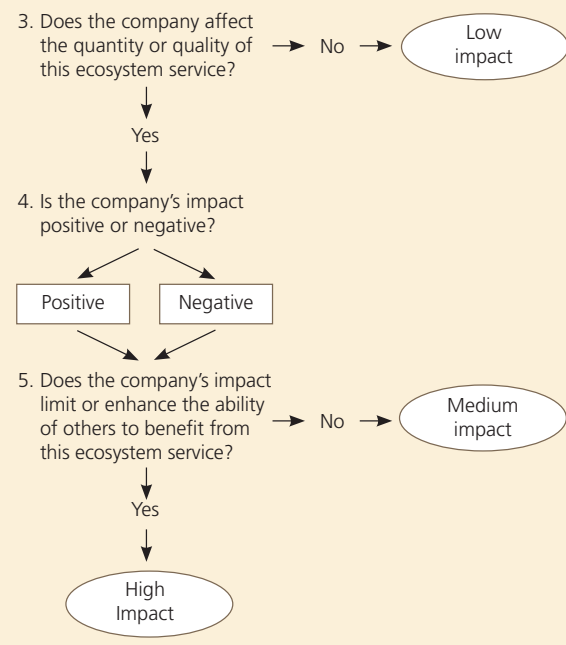 3. Does the company affect
the quantity or quality of
this ecosystem service?
No
Low
impact
Yes
4. Is the company's impact
positive or negative?
Positive
Negative
5. Does the company's impact
limit or enhance the ability
of others to benefit from
this ecosystem service?
No
Medium
impact
Yes
High
Impact